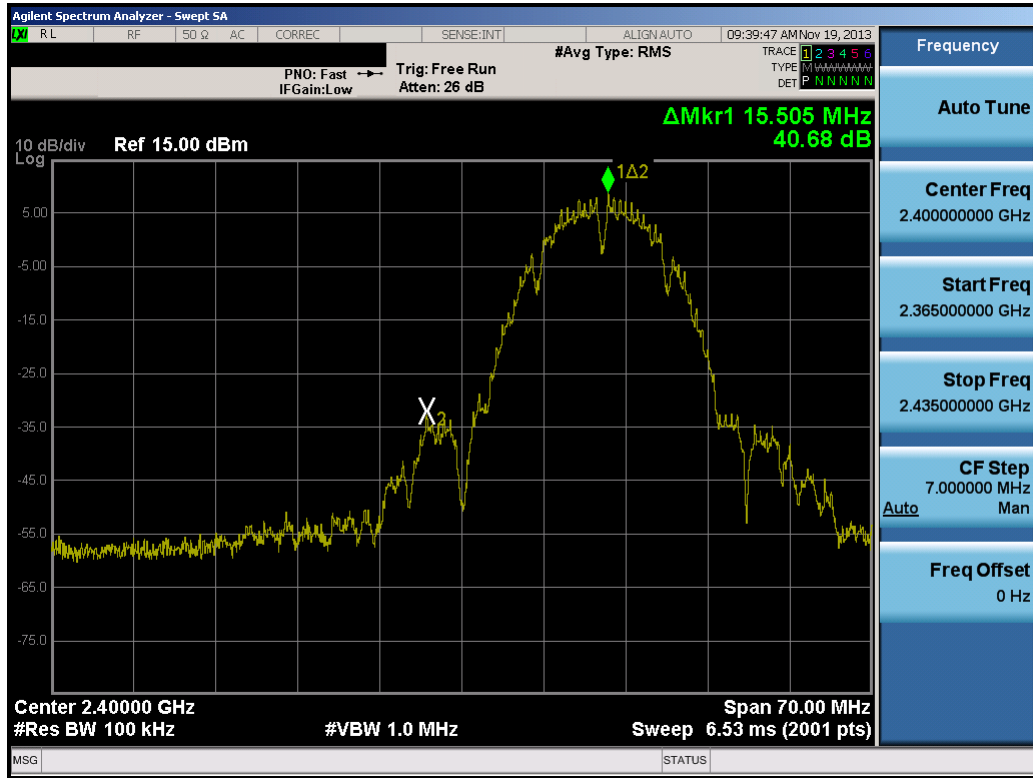 Agilent Spectrum Analyzer - Swept SA
LXI RL RF 50 Ω AC CORREC SENSE:INT ALIGN AUTO 09:39:47 AM Nov 19, 2013
#Avg Type: RMS
TRACE 1 2 3 4 5 6
PNO: Fast Trig: Free Run
TYPE M WWWWW
IFGain:Low Atten: 26 dB
DET P N N N N N
ΔMkr1 15.505 MHz
40.68 dB
10 dB/div Ref 15.00 dBm
Log
1Δ2
5.00
-5.00
-15.0
-25.0
-35.0
X2
-45.0
-55.0
-65.0
-75.0
Center 2.40000 GHz Span 70.00 MHz
#Res BW 100 kHz #VBW 1.0 MHz Sweep 6.53 ms (2001 pts)
MSG STATUS
Frequency
Auto Tune
Center Freq
2.400000000 GHz
Start Freq
2.365000000 GHz
Stop Freq
2.435000000 GHz
CF Step
7.000000 MHz
Auto Man
Freq Offset
0 Hz